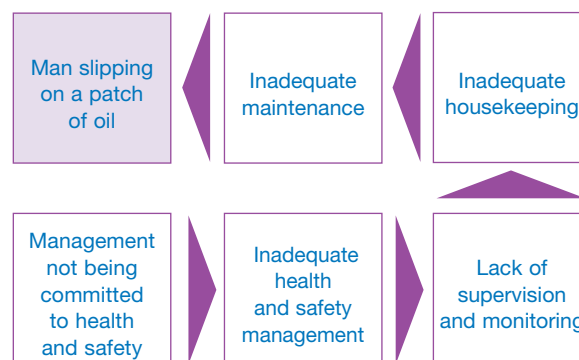 Man slipping
on a patch
of oil
Inadequate
maintenance
Inadequate
housekeeping
Management
not being
committed
to health
and safety
Inadequate
health
and safety
management
Lack of
supervision
and monitoring